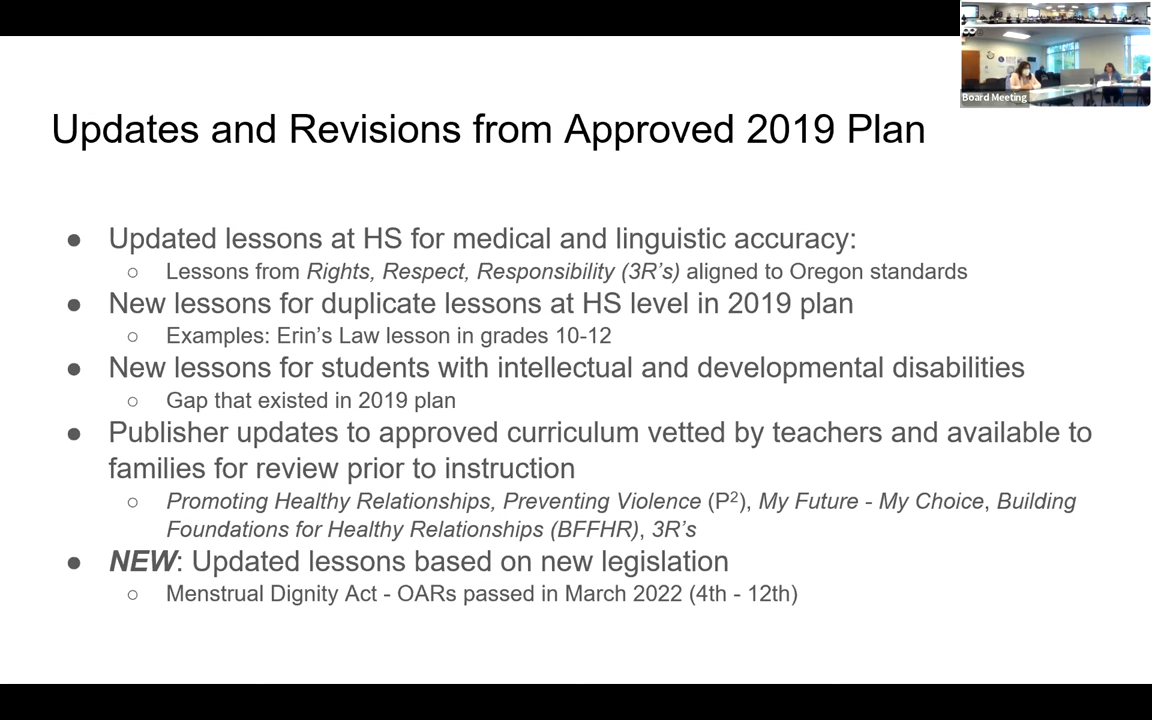 Board Meeting
Updates and Revisions from Approved 2019 Plan
● Updated lessons at HS for medical and linguistic accuracy:
○ Lessons from Rights, Respect, Responsibility (3R’s) aligned to Oregon standards
● New lessons for duplicate lessons at HS level in 2019 plan
○ Examples: Erin’s Law lesson in grades 10-12
● New lessons for students with intellectual and developmental disabilities
○ Gap that existed in 2019 plan
● Publisher updates to approved curriculum vetted by teachers and available to
families for review prior to instruction
○ Promoting Healthy Relationships, Preventing Violence (P²), My Future - My Choice, Building
Foundations for Healthy Relationships (BFFHR), 3R’s
● NEW: Updated lessons based on new legislation
○ Menstrual Dignity Act - OARs passed in March 2022 (4th - 12th)